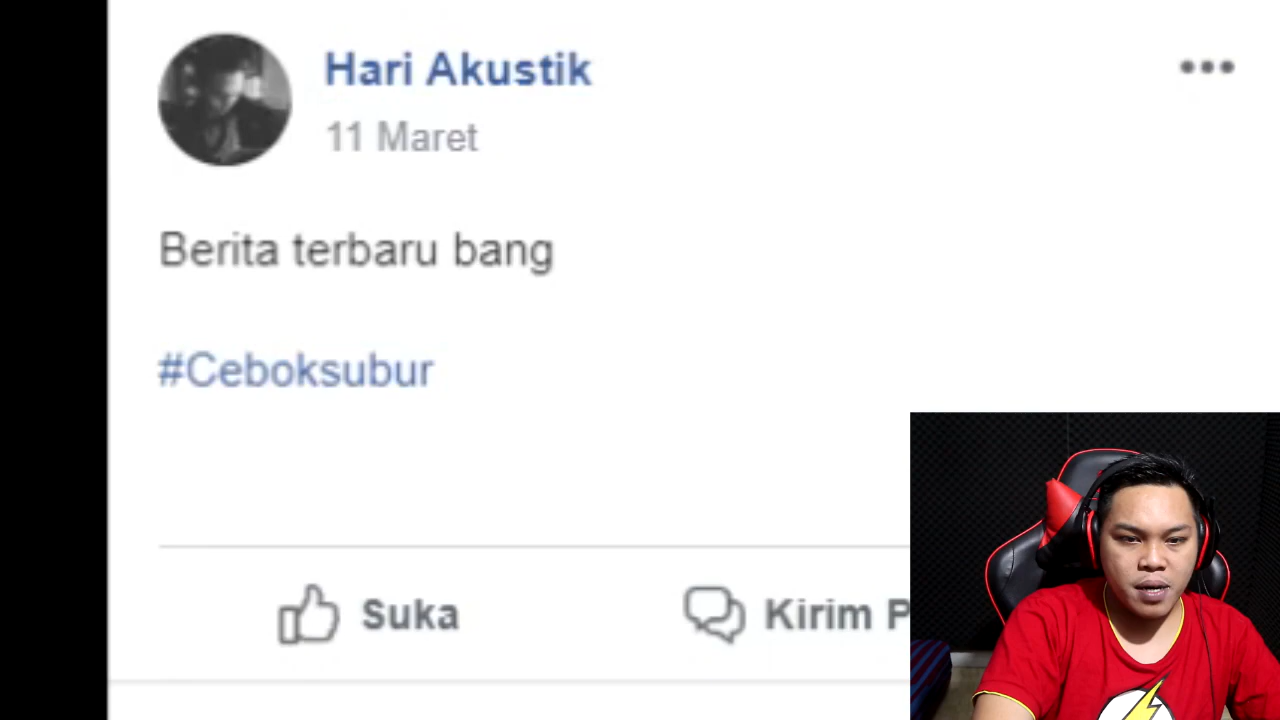 Hari Akustik
11 Maret
Berita terbaru bang
#Ceboksubur
Suka
Kirim P